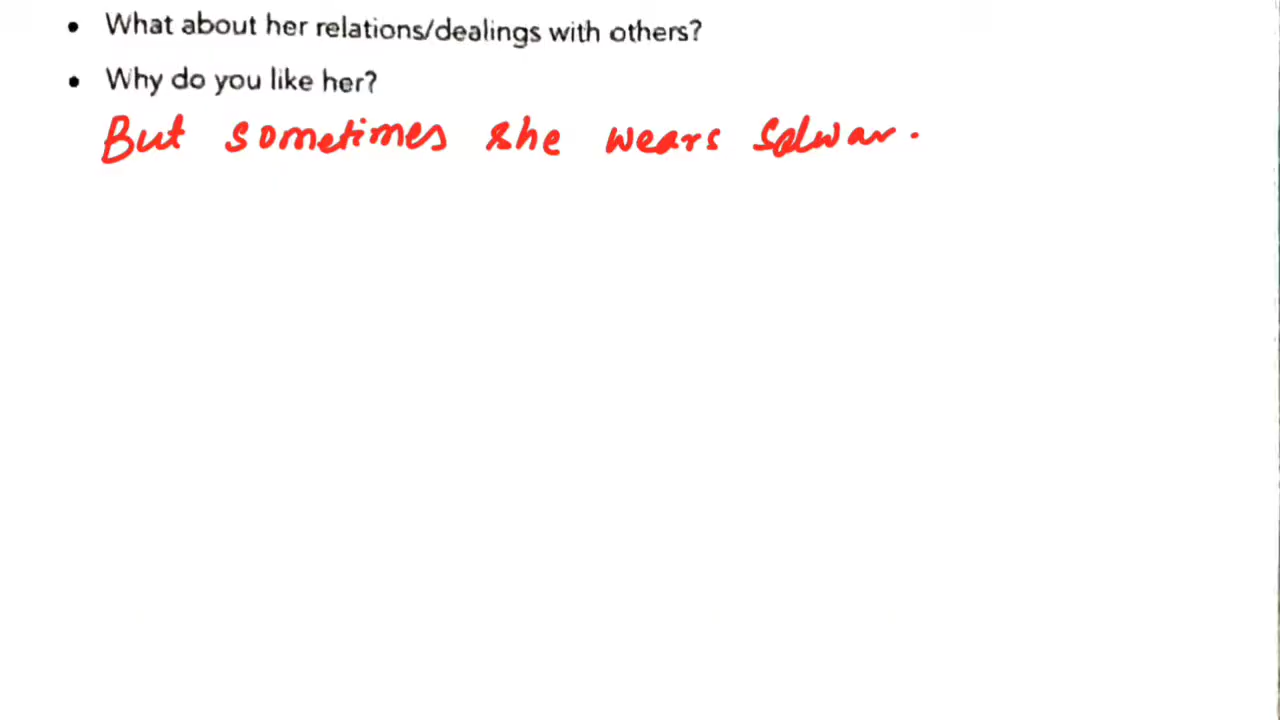 • What about her relations/dealings with others?
• Why do you like her?
But sometimes she wears Salwar.